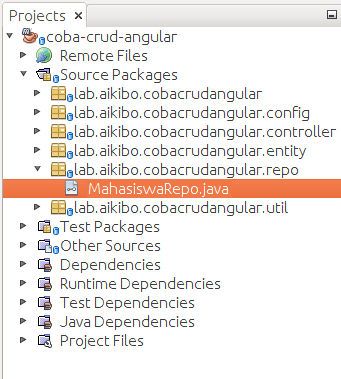 Projects
coba-crud-angular
Remote Files
Source Packages
lab.aikibo.cobacrudangular
lab.aikibo.cobacrudangular.config
lab.aikibo.cobacrudangular.controller
lab.aikibo.cobacrudangular.entity
lab.aikibo.cobacrudangular.repo
MahasiswaRepo.java
lab.aikibo.cobacrudangular.util
Test Packages
Other Sources
Dependencies
Runtime Dependencies
Test Dependencies
Java Dependencies
Project Files